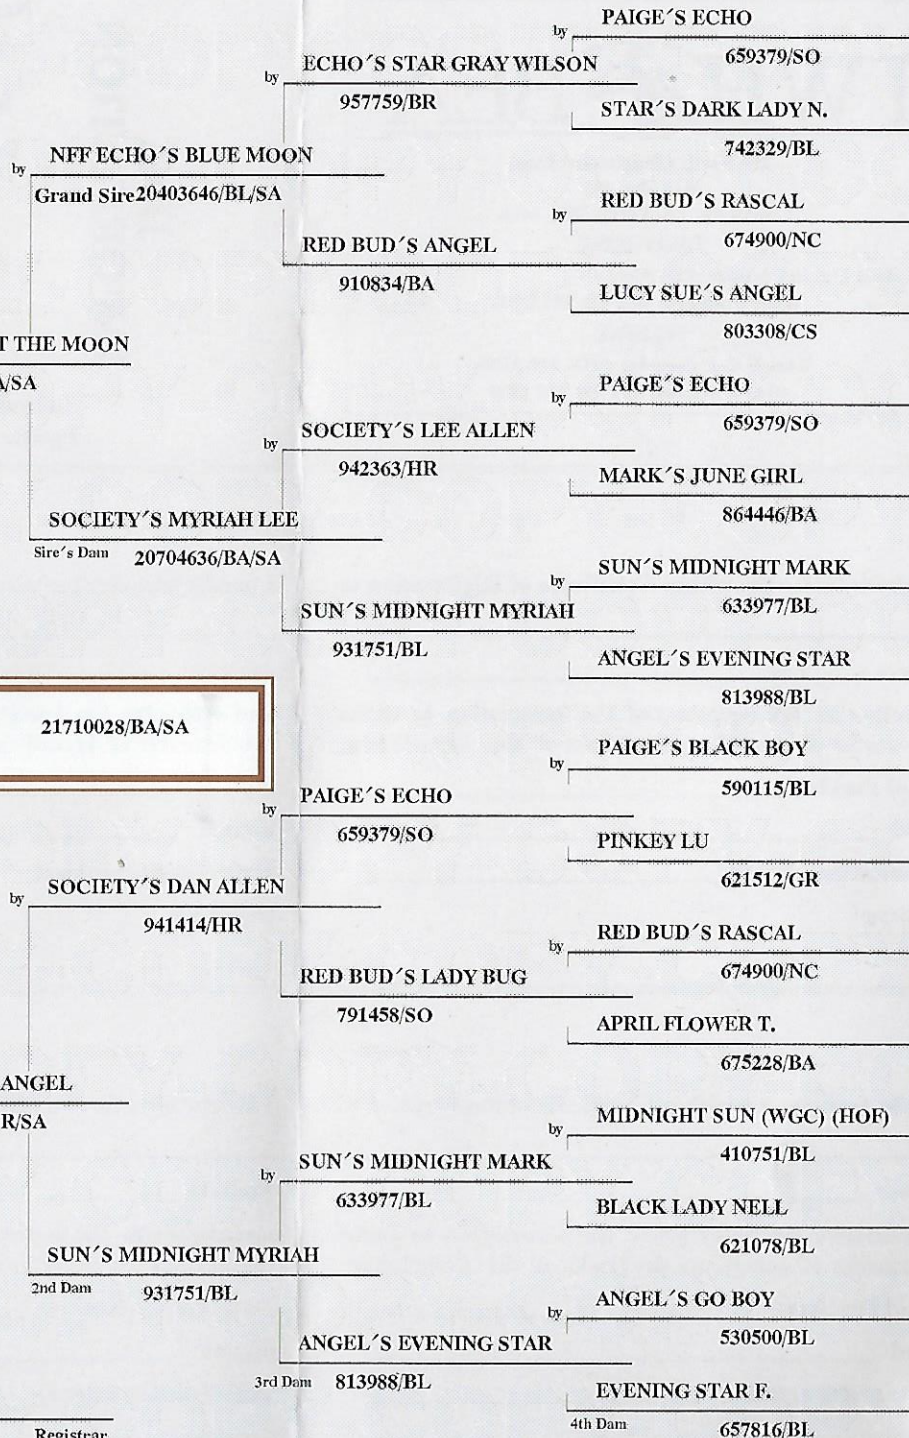 by PAIGE´S ECHO
659379/SO
by ECHO´S STAR GRAY WILSON
957759/BR
STAR´S DARK LADY N.
742329/BL
by NFF ECHO´S BLUE MOON
Grand Sire20403646/BL/SA
by RED BUD´S RASCAL
674900/NC
RED BUD´S ANGEL
910834/BA
LUCY SUE´S ANGEL
803308/CS
T THE MOON
A/SA
by PAIGE´S ECHO
659379/SO
by SOCIETY´S LEE ALLEN
942363/HR
MARK´S JUNE GIRL
864446/BA
SOCIETY´S MYRIAH LEE
Sire's Dam 20704636/BA/SA
by SUN´S MIDNIGHT MARK
633977/BL
SUN´S MIDNIGHT MYRIAH
931751/BL
ANGEL´S EVENING STAR
813988/BL
21710028/BA/SA
by PAIGE´S BLACK BOY
590115/BL
by PAIGE´S ECHO
659379/SO
PINKEY LU
621512/GR
by SOCIETY´S DAN ALLEN
941414/HR
by RED BUD´S RASCAL
674900/NC
RED BUD´S LADY BUG
791458/SO
APRIL FLOWER T.
675228/BA
ANGEL
R/SA
by MIDNIGHT SUN (WGC) (HOF)
410751/BL
by SUN´S MIDNIGHT MARK
633977/BL
BLACK LADY NELL
621078/BL
SUN´S MIDNIGHT MYRIAH
2nd Dam 931751/BL
by ANGEL´S GO BOY
530500/BL
ANGEL´S EVENING STAR
3rd Dam 813988/BL
EVENING STAR F.
4th Dam 657816/BL
Registrar